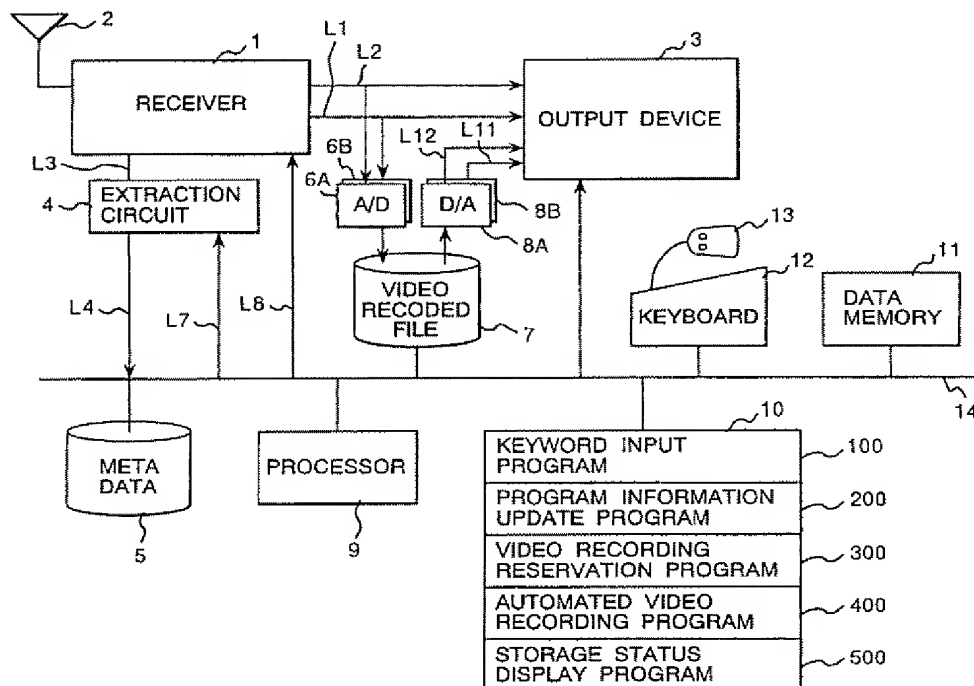 2
1
L1
L2
3
RECEIVER
OUTPUT DEVICE
L3
6B
6A
L12
L11
4
EXTRACTION
CIRCUIT
A/D
D/A
8B
8A
13
12
11
L4
L7
L8
VIDEO
RECODED
FILE
7
KEYBOARD
DATA
MEMORY
14
META
DATA
5
PROCESSOR
9
10
KEYWORD INPUT
PROGRAM
100
PROGRAM INFORMATION
UPDATE PROGRAM
200
VIDEO RECORDING
RESERVATION PROGRAM
300
AUTOMATED VIDEO
RECORDING PROGRAM
400
STORAGE STATUS
DISPLAY PROGRAM
500